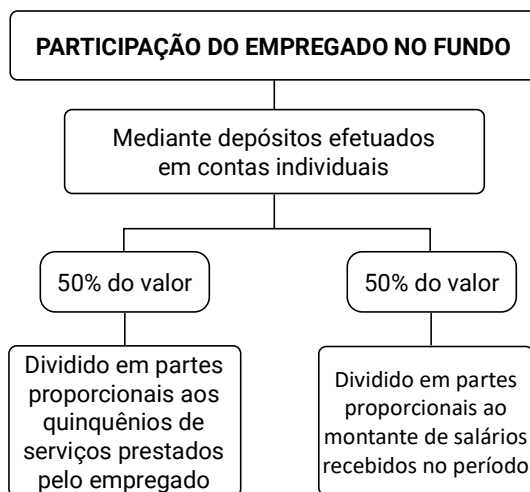 PARTICIPAÇÃO DO EMPREGADO NO FUNDO
Mediante depósitos efetuados
em contas individuais
50% do valor
50% do valor
Dividido em partes
proporcionais aos
quinquênios de
serviços prestados
pelo empregado
Dividido em partes
proporcionais ao
montante de salários
recebidos no período